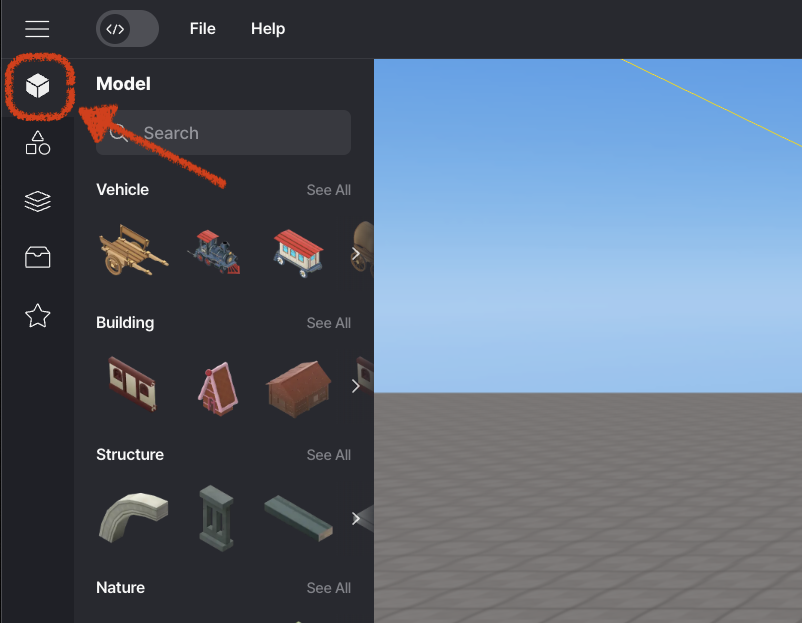 </> File Help
Model
Search
Vehicle See All
Building See All
Structure See All
Nature See All